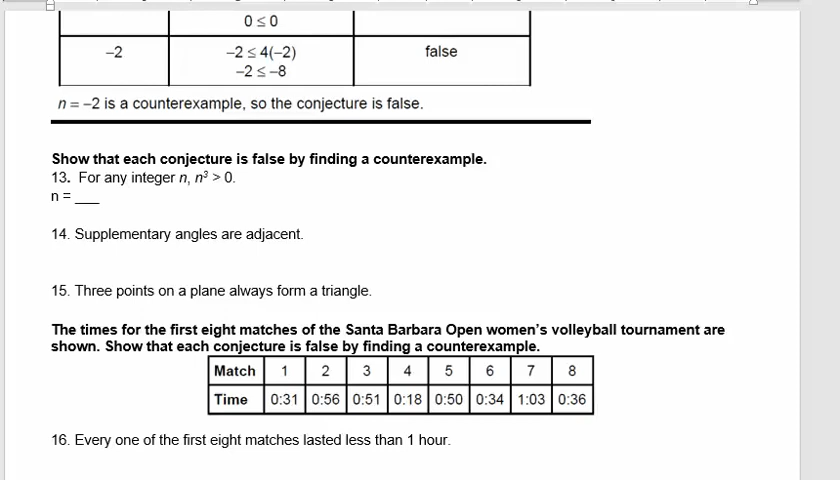 0 ≤ 0
−2 −2 ≤ 4(−2) false
−2 ≤ −8
n = −2 is a counterexample, so the conjecture is false.
Show that each conjecture is false by finding a counterexample.
13. For any integer n, n³ > 0.
n = ___
14. Supplementary angles are adjacent.
15. Three points on a plane always form a triangle.
The times for the first eight matches of the Santa Barbara Open women’s volleyball tournament are
shown. Show that each conjecture is false by finding a counterexample.
Match 1 2 3 4 5 6 7 8
Time 0:31 0:56 0:51 0:18 0:50 0:34 1:03 0:36
16. Every one of the first eight matches lasted less than 1 hour.